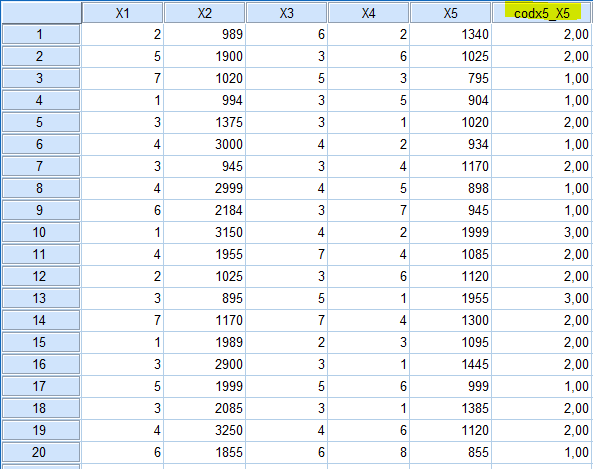 X1 X2 X3 X4 X5 codx5_X5
1 2 989 6 2 1340 2,00
2 5 1900 3 6 1025 2,00
3 7 1020 5 3 795 1,00
4 1 994 3 5 904 1,00
5 3 1375 3 1 1020 2,00
6 4 3000 4 2 934 1,00
7 3 945 3 4 1170 2,00
8 4 2999 4 5 898 1,00
9 6 2184 3 7 945 1,00
10 1 3150 4 2 1999 3,00
11 4 1955 7 4 1085 2,00
12 2 1025 3 6 1120 2,00
13 3 895 5 1 1955 3,00
14 7 1170 7 4 1300 2,00
15 1 1989 2 3 1095 2,00
16 3 2900 3 1 1445 2,00
17 5 1999 5 6 999 1,00
18 3 2085 3 1 1385 2,00
19 4 3250 4 6 1120 2,00
20 6 1855 6 8 855 1,00